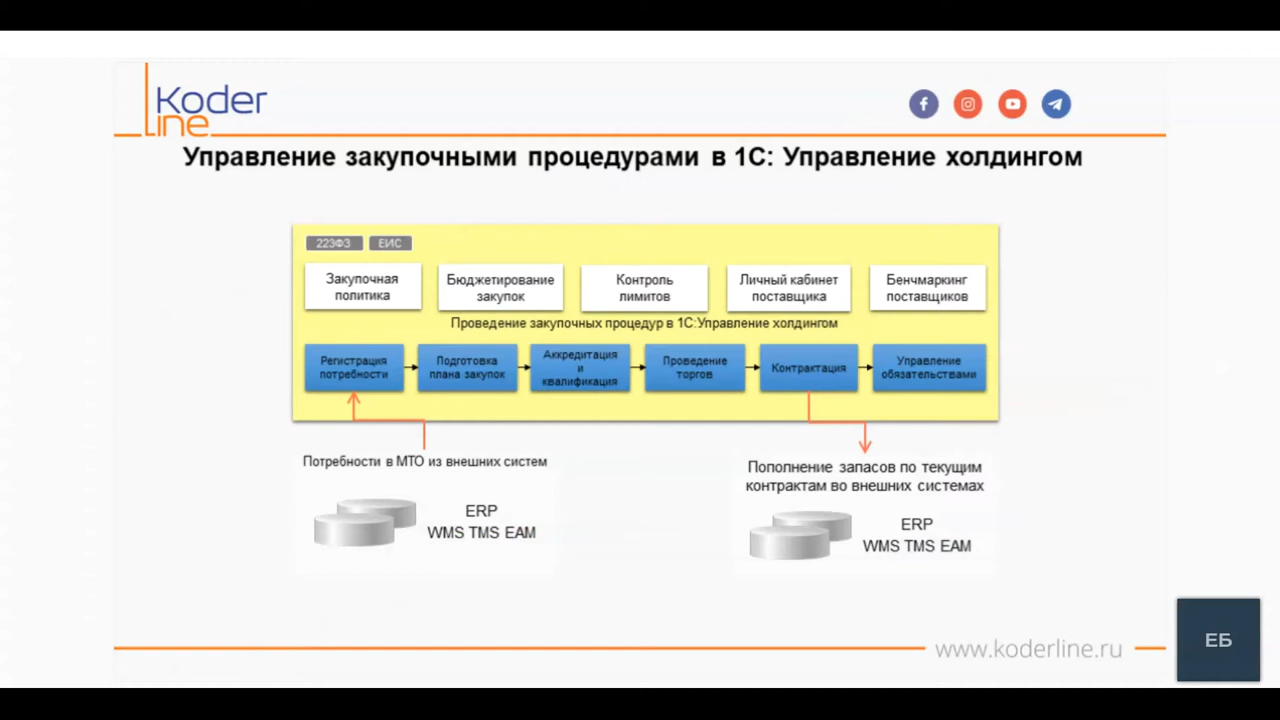 Koder
line
Управление закупочными процедурами в 1С: Управление холдингом
223ФЗ ЕИС
Закупочная
политика
Бюджетирование
закупок
Контроль
лимитов
Личный кабинет
поставщика
Бенчмаркинг
поставщиков
Проведение закупочных процедур в 1С:Управление холдингом
Регистрация
потребности
Подготовка
плана закупок
Аккредитация
и
квалификация
Проведение
торгов
Контрактация
Управление
обязательствами
Потребности в МТО из внешних систем
ERP
WMS TMS EAM
Пополнение запасов по текущим
контрактам во внешних системах
ERP
WMS TMS EAM
www.koderline.ru
ЕБ